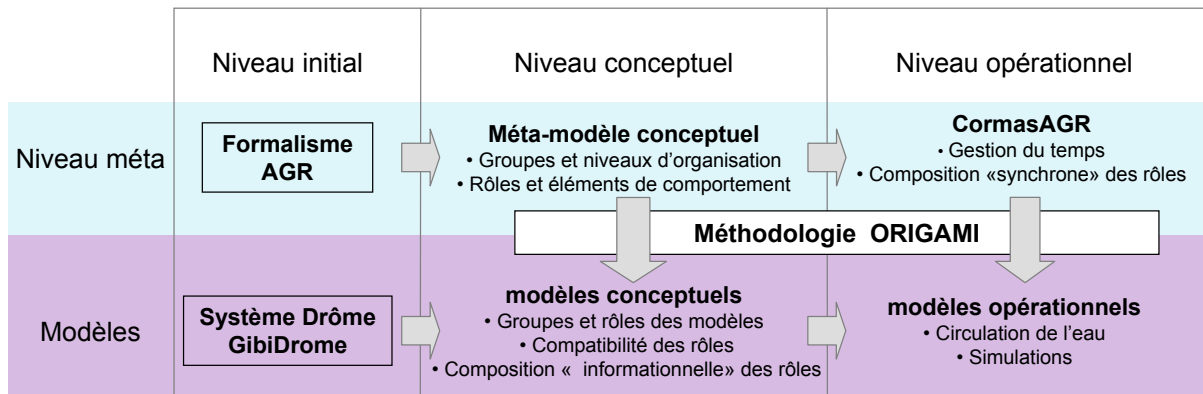 Niveau initial
Niveau conceptuel
Niveau opérationnel
Niveau méta
Formalisme
AGR
Méta-modèle conceptuel
• Groupes et niveaux d'organisation
• Rôles et éléments de comportement
CormasAGR
• Gestion du temps
• Composition «synchrone» des rôles
Méthodologie ORIGAMI
Modèles
Système Drôme
GibiDrome
modèles conceptuels
• Groupes et rôles des modèles
• Compatibilité des rôles
• Composition « informationnelle» des rôles
modèles opérationnels
• Circulation de l'eau
• Simulations